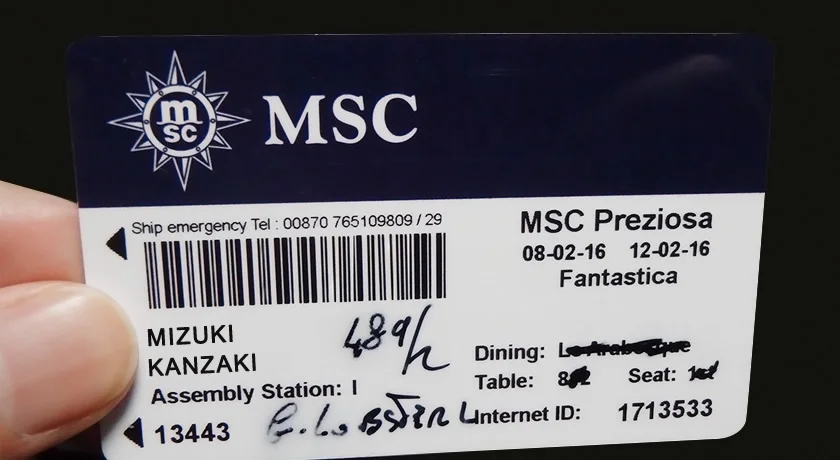 m
sc
MSC
Ship emergency Tel : 00870 765109809 / 29
MSC Preziosa
08-02-16 12-02-16
Fantastica
MIZUKI
KANZAKI
Assembly Station: I
13443
Dining:
Table:
Seat:
Internet ID: 1713533